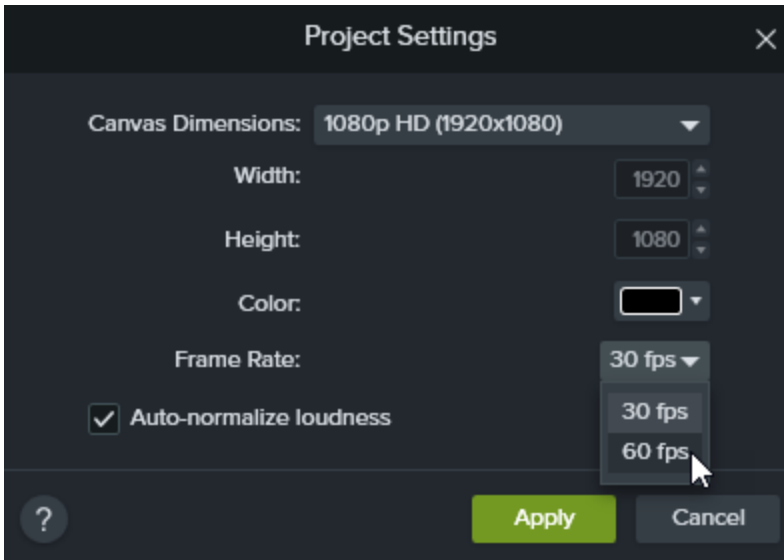 Project Settings
Canvas Dimensions: 1080p HD (1920x1080)
Width: 1920
Height: 1080
Color:
Frame Rate: 30 fps
30 fps
60 fps
Auto-normalize loudness
?
Apply Cancel